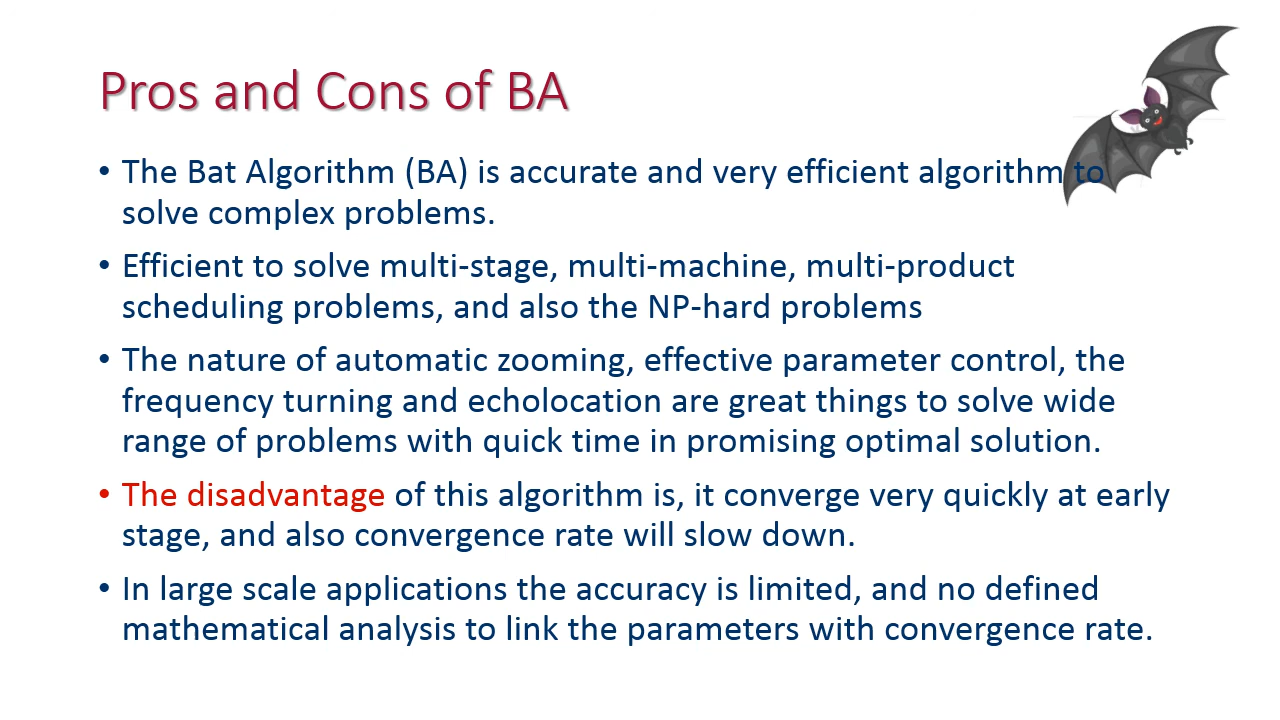 Pros and Cons of BA
• The Bat Algorithm (BA) is accurate and very efficient algorithm to
solve complex problems.
• Efficient to solve multi-stage, multi-machine, multi-product
scheduling problems, and also the NP-hard problems
• The nature of automatic zooming, effective parameter control, the
frequency turning and echolocation are great things to solve wide
range of problems with quick time in promising optimal solution.
• The disadvantage of this algorithm is, it converge very quickly at early
stage, and also convergence rate will slow down.
• In large scale applications the accuracy is limited, and no defined
mathematical analysis to link the parameters with convergence rate.